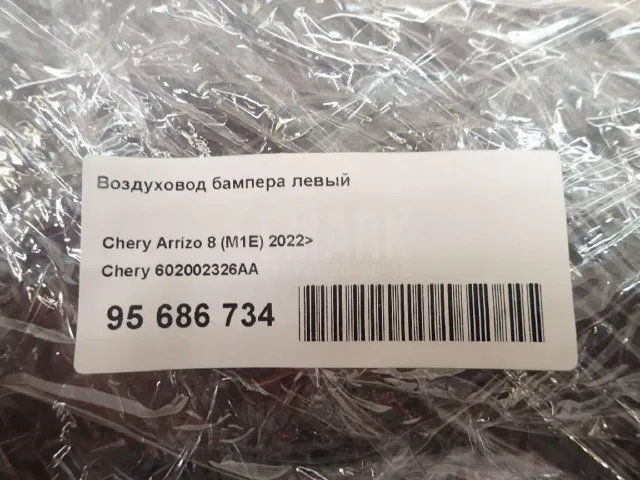 Воздуховод бампера левый
Chery Arrizo 8 (M1E) 2022>
Chery 602002326AA
95 686 734